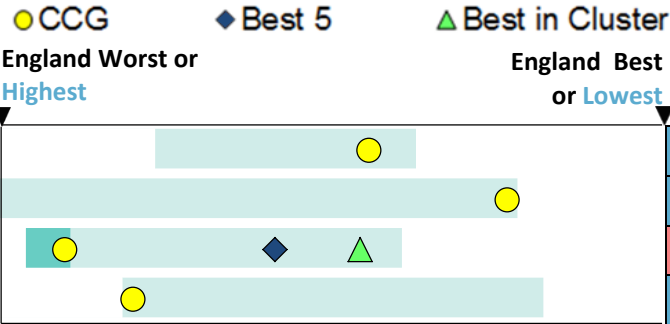 CCG Best 5 Best in Cluster
England Worst or England Best
Highest or Lowest